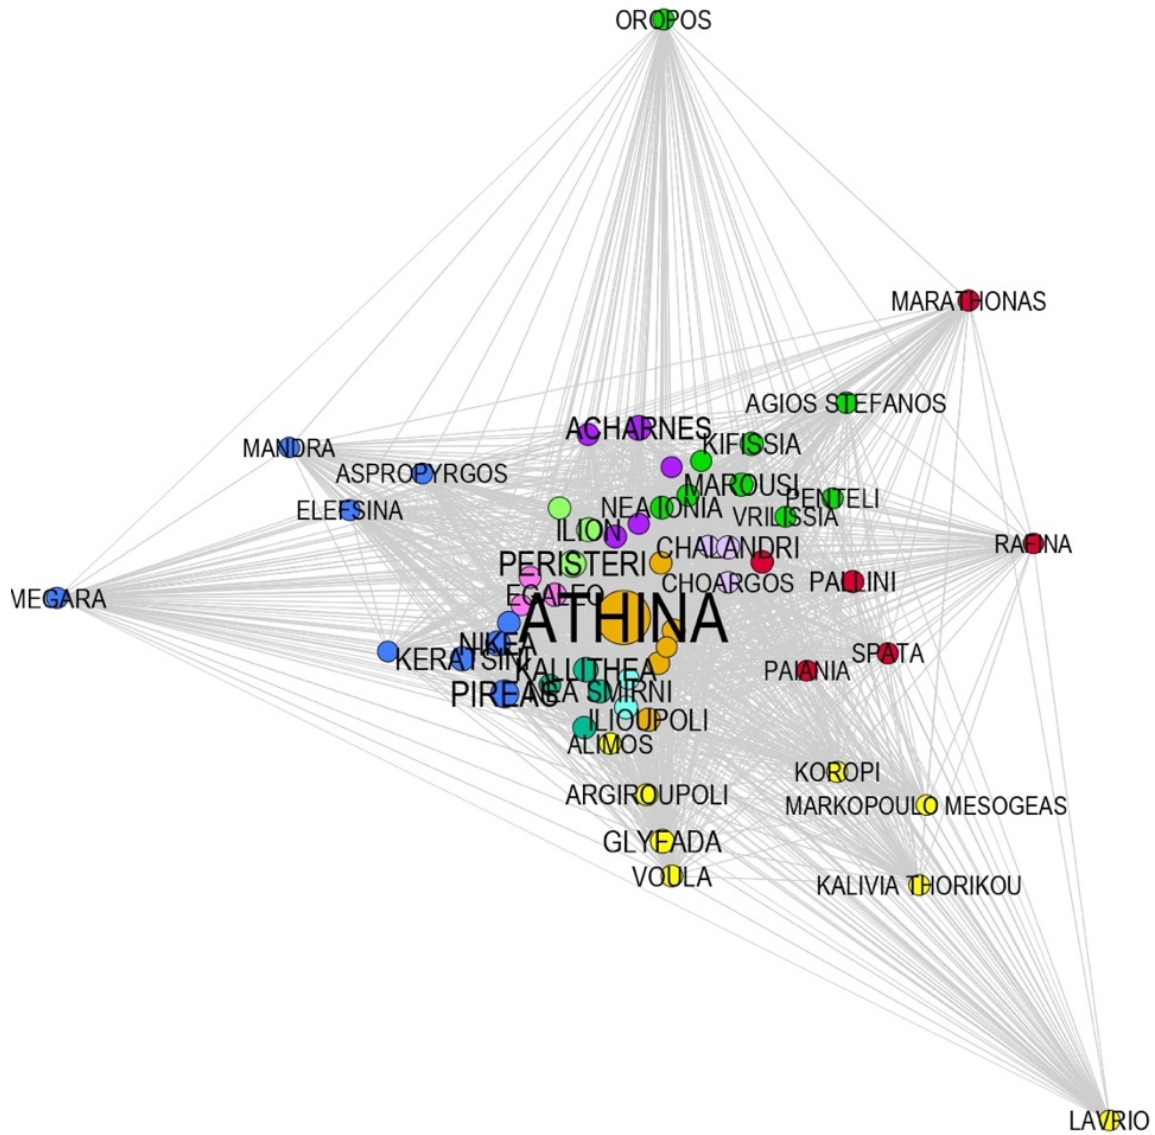 OROPOS
MARATHONAS
AGIOS STEFANOS
ACHARNES
KIFISSIA
MANDRA
ASPROPYRGOS
MAROUSI
PENTELI
ELEFSINA
NEA IONIA
VRILISSIA
ILION
CHALANDRI
RAFINA
PERISTERI
CHOARGOS
PALLINI
EGALEO
MEGARA
ATHINA
NIKEA
KERATSINI
SPATA
KALLITHEA
PAIANIA
PIREAS
NEA SMIRNI
ILIOUPOLI
ALIMOS
KOROPI
ARGIROUPOLI
MARKOPOULO MESOGEAS
GLYFADA
VOULA
KALIVIA THORIKOU
LAVRIO